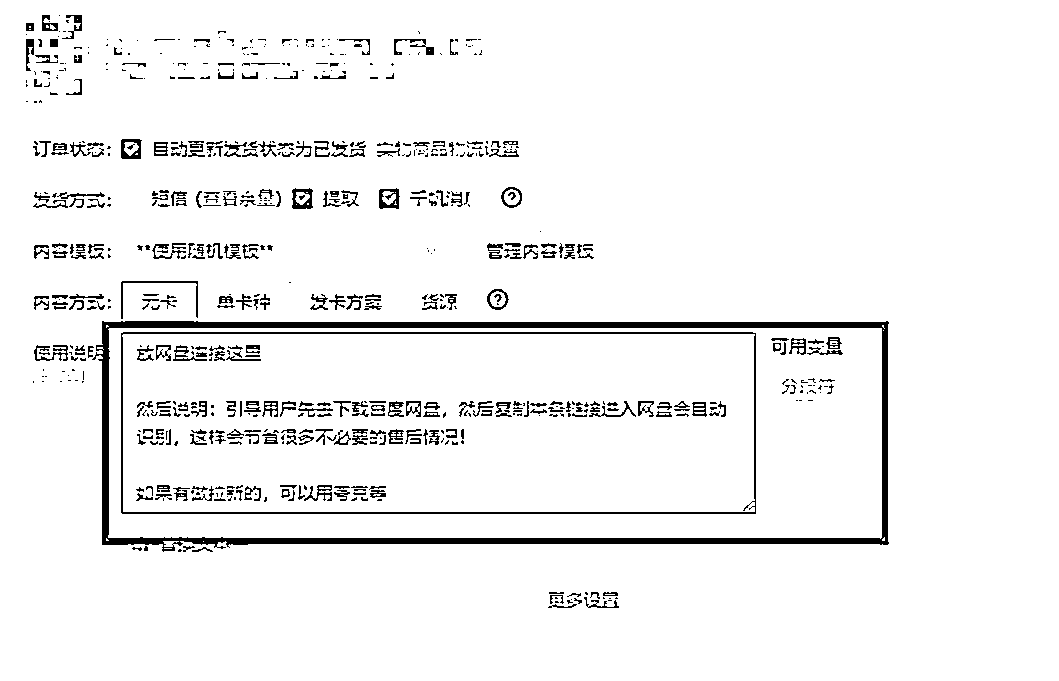 订单状态： 自动更新发货状态为已发货 实物商品物流设置
发货方式： 短信 (查看余量) 提取 手机消息
内容模板： **使用随机模板** 管理内容模板
内容方式： 无卡 单卡种 发卡方案 货源
使用说明
放网盘连接这里
可用变量
分段符
然后说明：引导用户先去下载百度网盘，然后复制本条链接进入网盘会自动
识别，这样会节省很多不必要的售后情况！
如果有做拉新的，可以用夸克等
更多设置